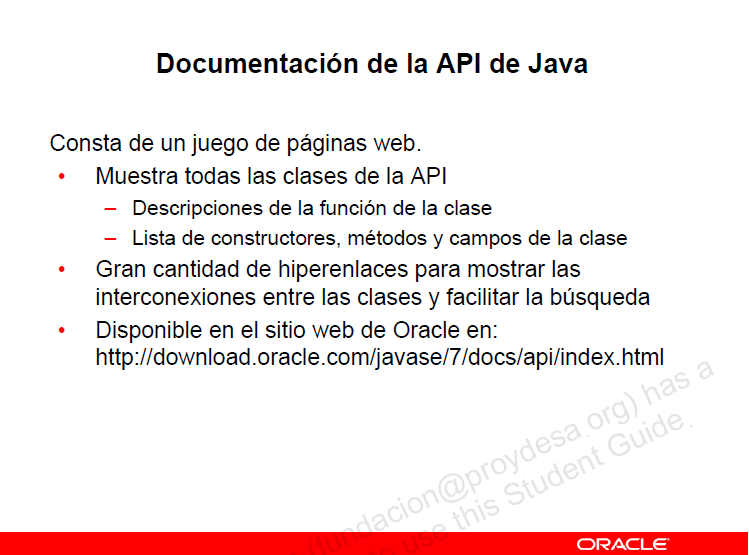 Documentación de la API de Java
Consta de un juego de páginas web.
• Muestra todas las clases de la API
– Descripciones de la función de la clase
– Lista de constructores, métodos y campos de la clase
• Gran cantidad de hiperenlaces para mostrar las
interconexiones entre las clases y facilitar la búsqueda
• Disponible en el sitio web de Oracle en:
http://download.oracle.com/javase/7/docs/api/index.html
(fundacion@proydesa.org) has a
to use this Student Guide.
ORACLE